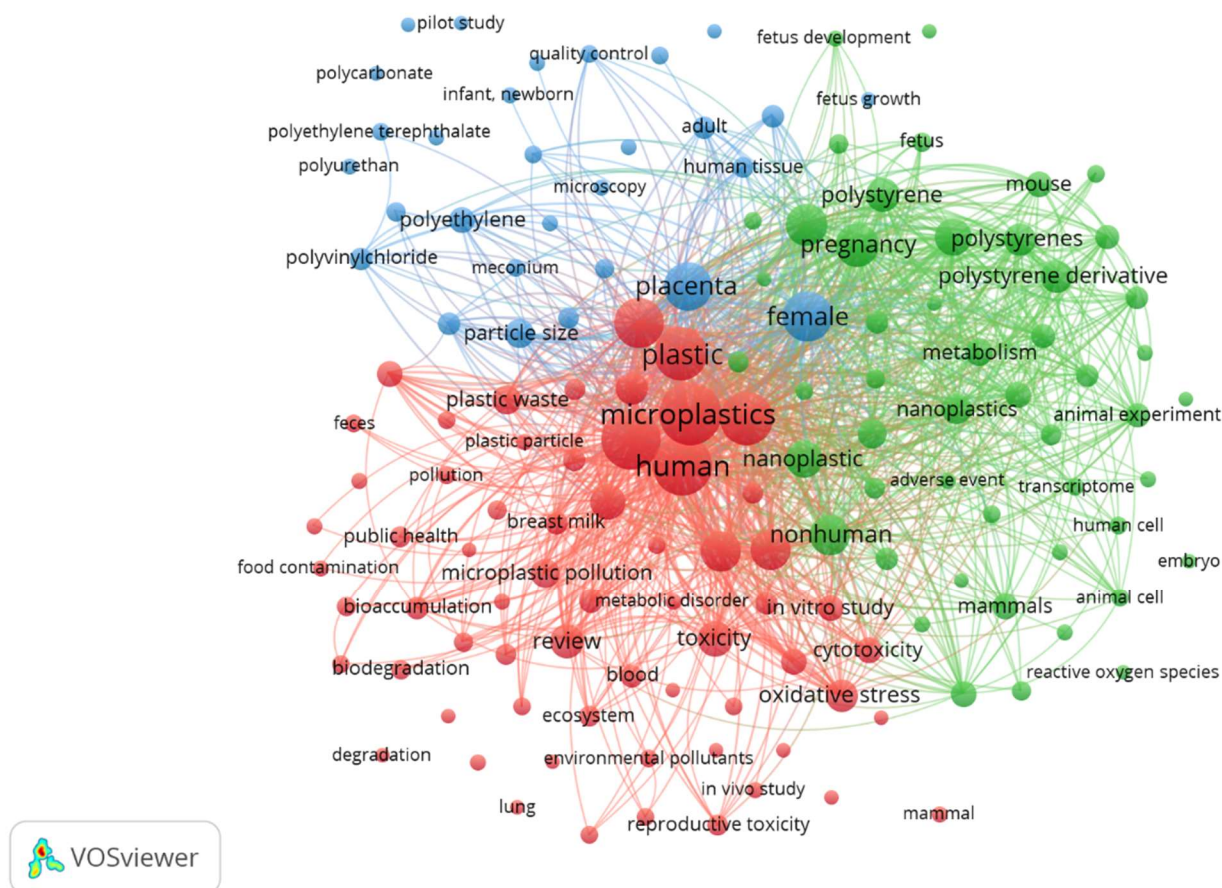 pilot study
fetus development
quality control
polycarbonate
infant, newborn
fetus growth
polyethylene terephthalate
adult
fetus
polyurethan
human tissue
microscopy
polystyrene
mouse
polyethylene
pregnancy
polystyrenes
polyvinylchloride
meconium
polystyrene derivative
placenta
female
particle size
plastic
metabolism
plastic waste
microplastics
nanoplastics
animal experiment
feces
plastic particle
human
nanoplastic
pollution
adverse event
transcriptome
breast milk
public health
nonhuman
human cell
food contamination
microplastic pollution
embryo
bioaccumulation
metabolic disorder
in vitro study
mammals
animal cell
review
toxicity
cytotoxicity
biodegradation
blood
reactive oxygen species
oxidative stress
ecosystem
degradation
environmental pollutants
in vivo study
lung
reproductive toxicity
mammal
VOSviewer